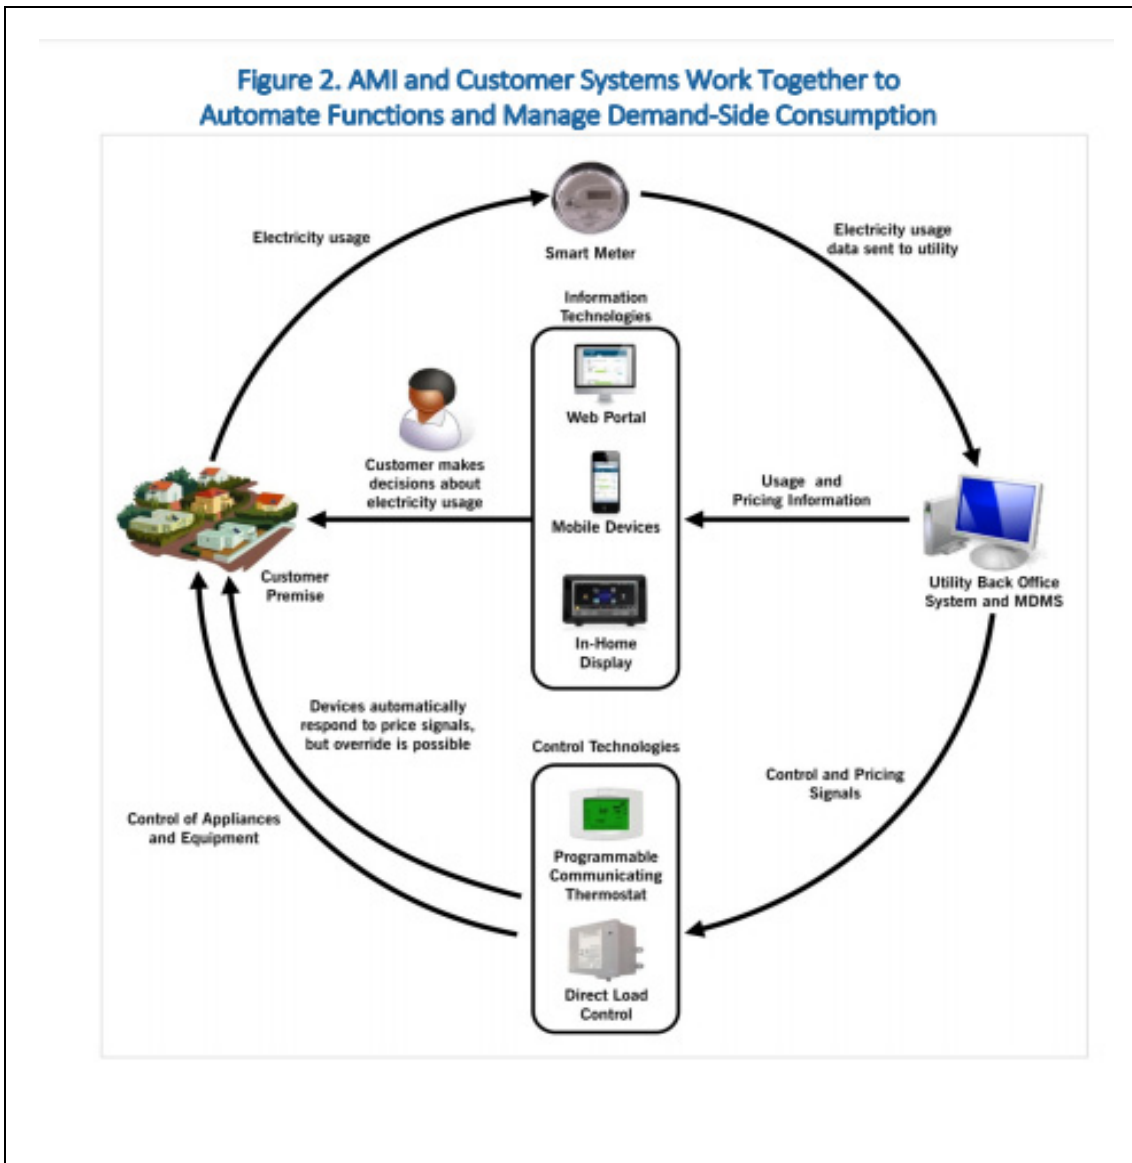 Figure 2. AMI and Customer Systems Work Together to
Automate Functions and Manage Demand-Side Consumption
Electricity usage
Smart Meter
Electricity usage
data sent to utility
Information
Technologies
Web Portal
Mobile Devices
In-Home
Display
Customer makes
decisions about
electricity usage
Usage and
Pricing Information
Customer
Premise
Utility Back Office
System and MDMS
Devices automatically
respond to price signals,
but override is possible
Control Technologies
Control and Pricing
Signals
Control of Appliances
and Equipment
Programmable
Communicating
Thermostat
Direct Load
Control